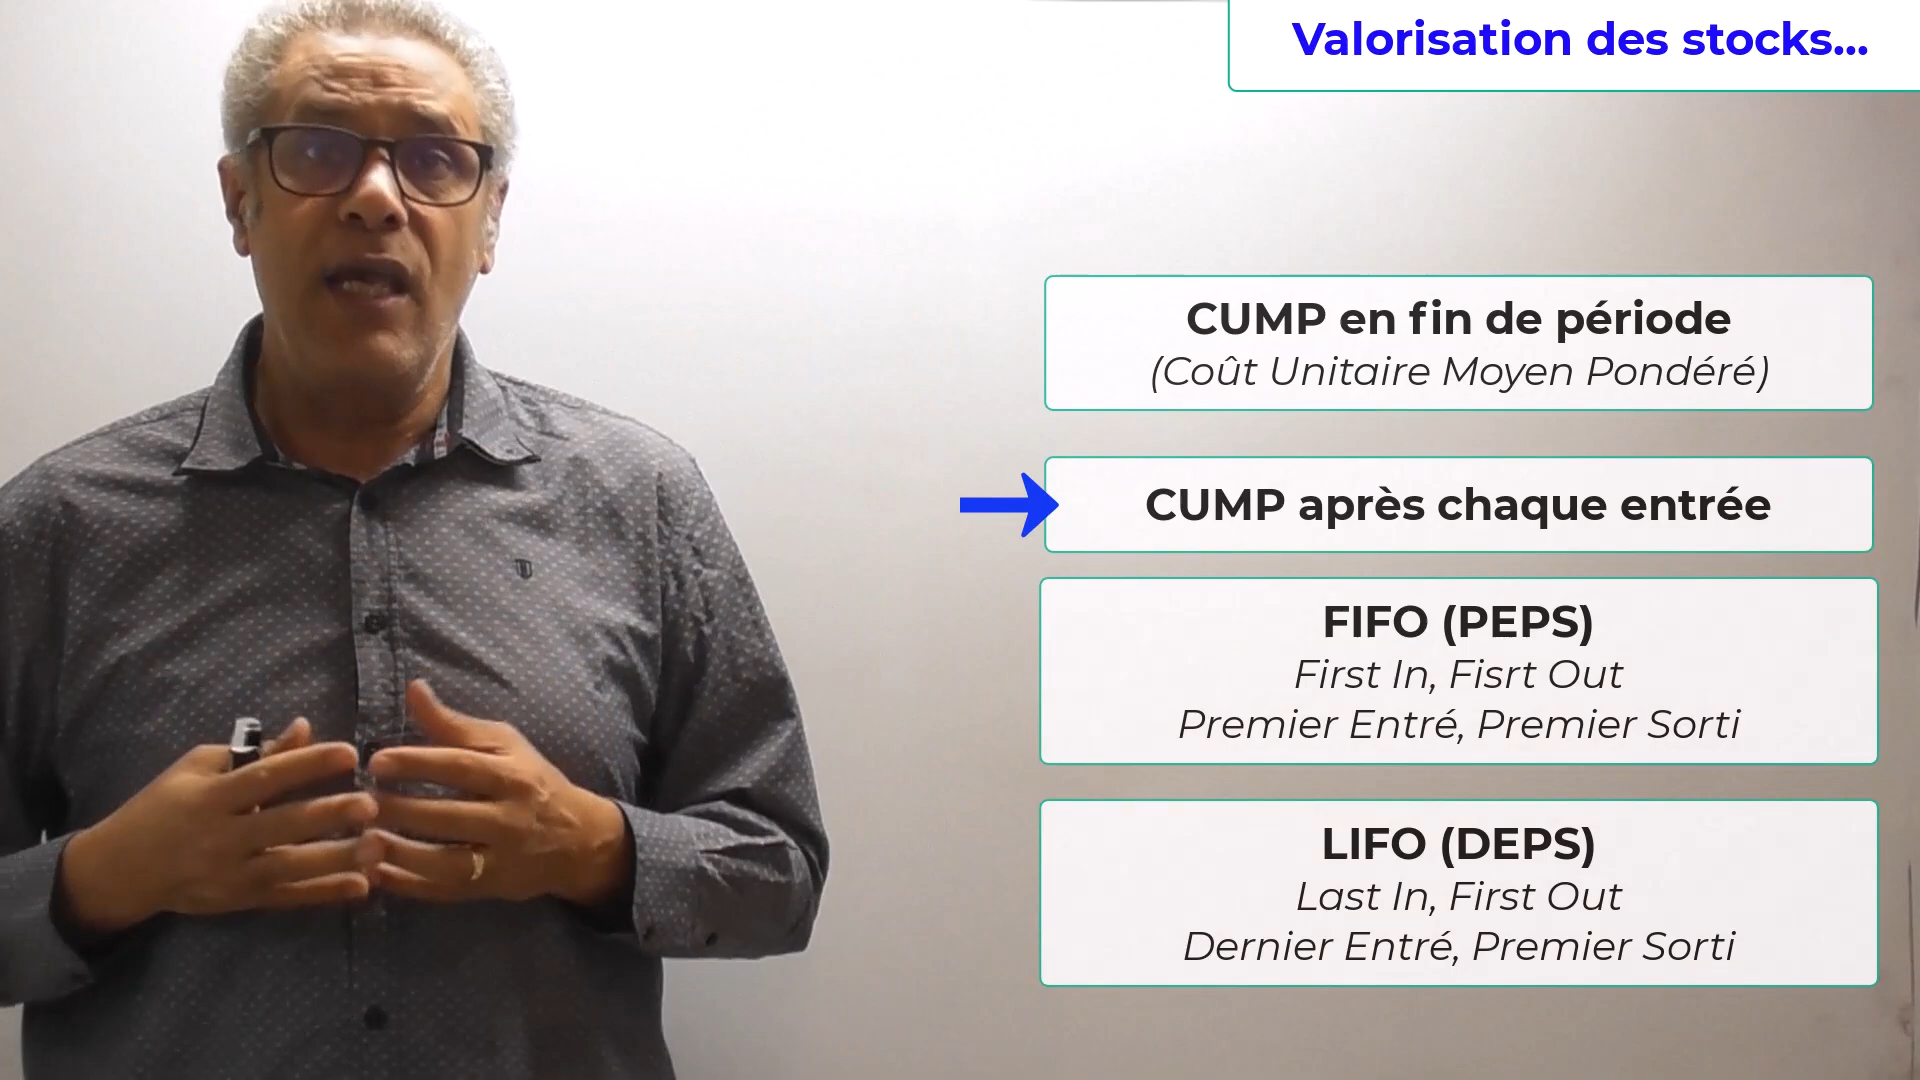 Valorisation des stocks...
CUMP en fin de période
(Coût Unitaire Moyen Pondéré)
CUMP après chaque entrée
FIFO (PEPS)
First In, Fisrt Out
Premier Entré, Premier Sorti
LIFO (DEPS)
Last In, First Out
Dernier Entré, Premier Sorti